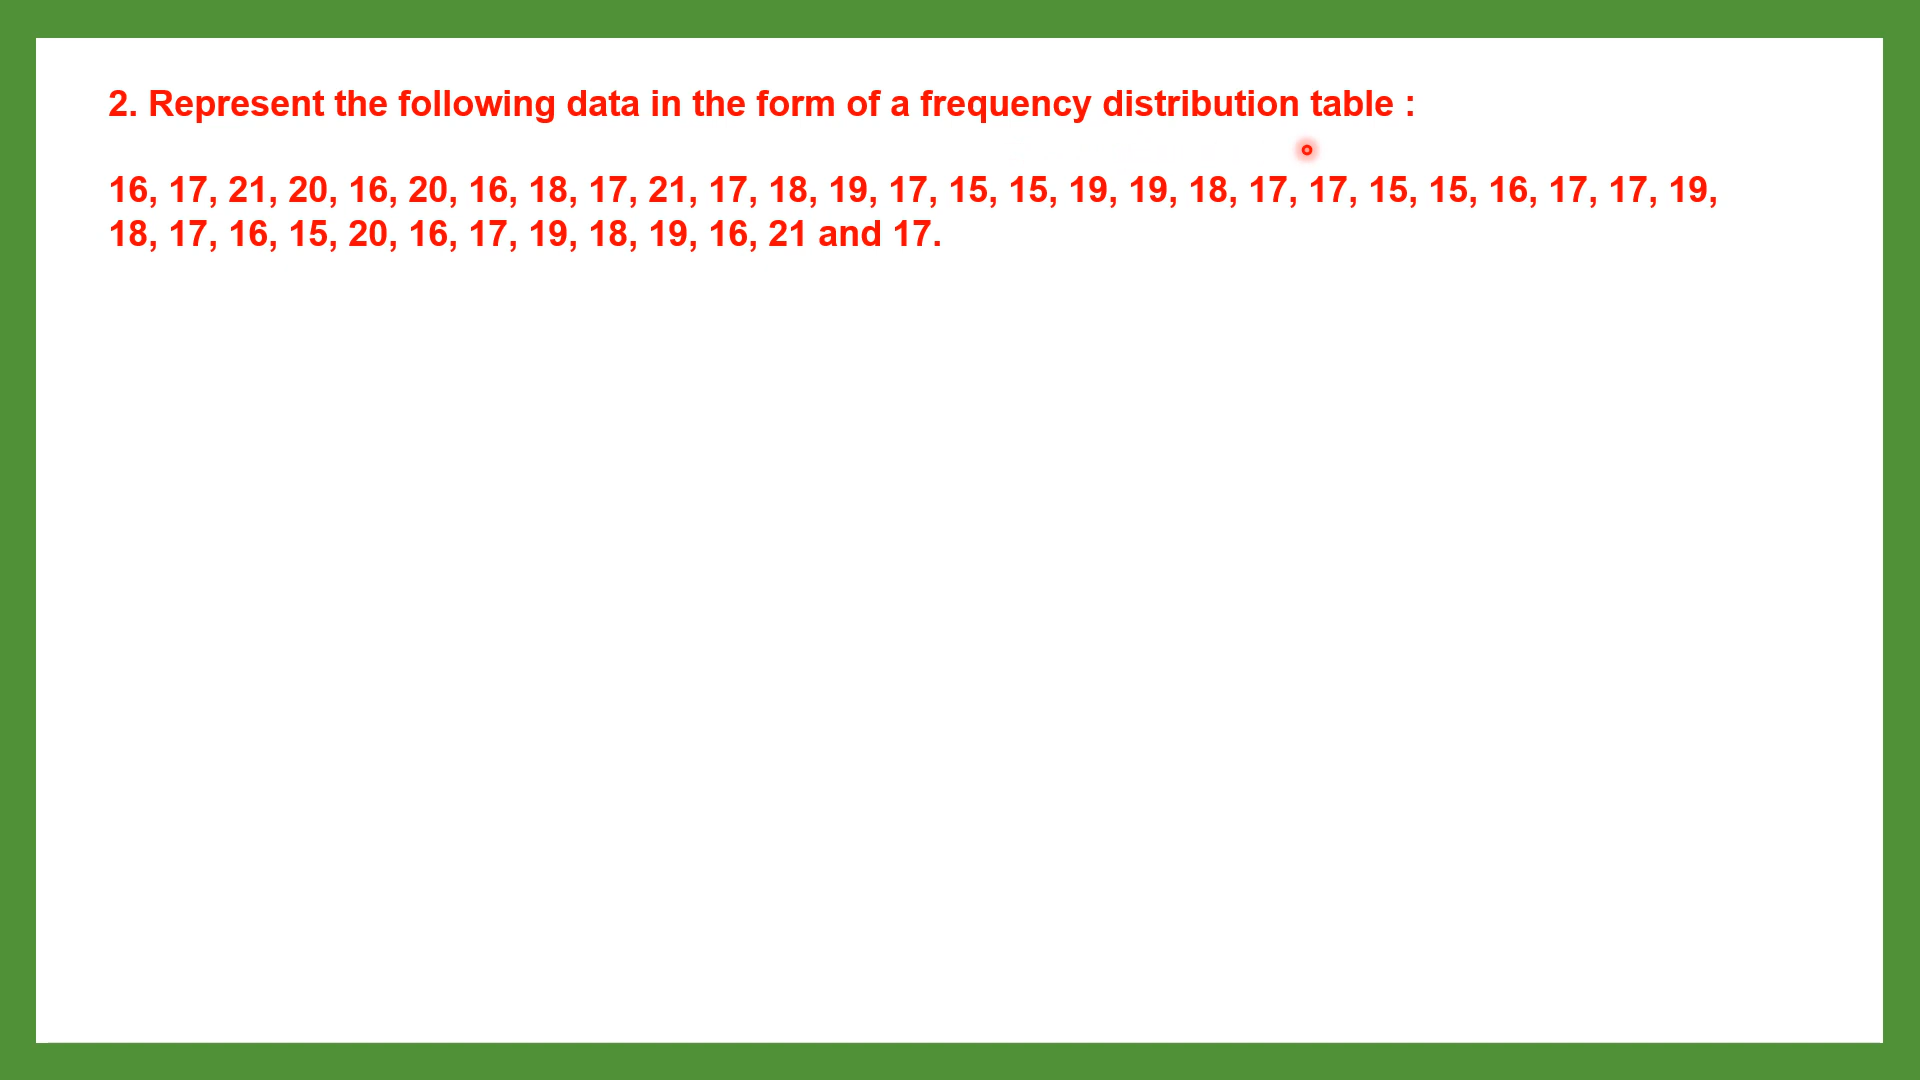 2. Represent the following data in the form of a frequency distribution table :
16, 17, 21, 20, 16, 20, 16, 18, 17, 21, 17, 18, 19, 17, 15, 15, 19, 19, 18, 17, 17, 15, 15, 16, 17, 17, 19,
18, 17, 16, 15, 20, 16, 17, 19, 18, 19, 16, 21 and 17.